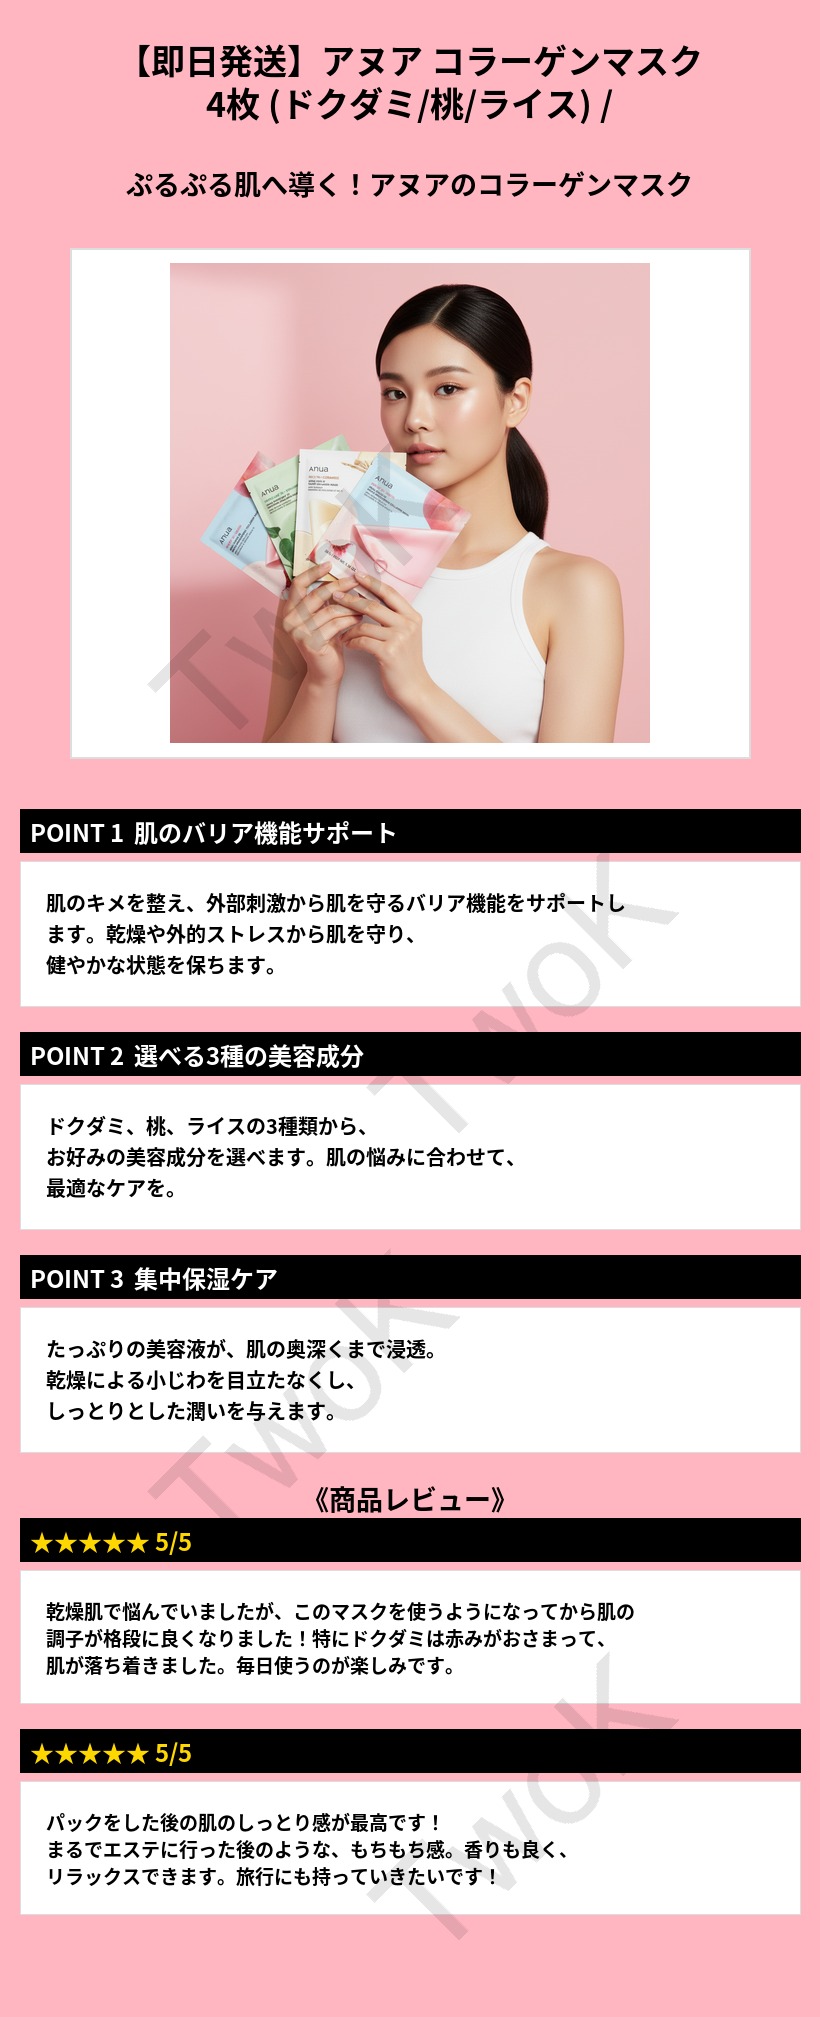 【即日発送】アヌア コラーゲンマスク
4枚 (ドクダミ/桃/ライス) /
ぷるぷる肌へ導く！アヌアのコラーゲンマスク
Anua
Anua
Anua
Anua
TwoK
POINT 1 肌のバリア機能サポート
肌のキメを整え、外部刺激から肌を守るバリア機能をサポートし
ます。乾燥や外的ストレスから肌を守り、
健やかな状態を保ちます。
TwoK
POINT 2 選べる3種の美容成分
ドクダミ、桃、ライスの3種類から、
お好みの美容成分を選べます。肌の悩みに合わせて、
最適なケアを。
POINT 3 集中保湿ケア
たっぷりの美容液が、肌の奥深くまで浸透。
乾燥による小じわを目立たなくし、
しっとりとした潤いを与えます。
TwoK
《商品レビュー》
★★★★★ 5/5
乾燥肌で悩んでいましたが、このマスクを使うようになってから肌の
調子が格段に良くなりました！特にドクダミは赤みがおさまって、
肌が落ち着きました。毎日使うのが楽しみです。
★★★★★ 5/5
パックをした後の肌のしっとり感が最高です！
まるでエステに行った後のような、もちもち感。香りも良く、
リラックスできます。旅行にも持っていきたいです！
TwoK